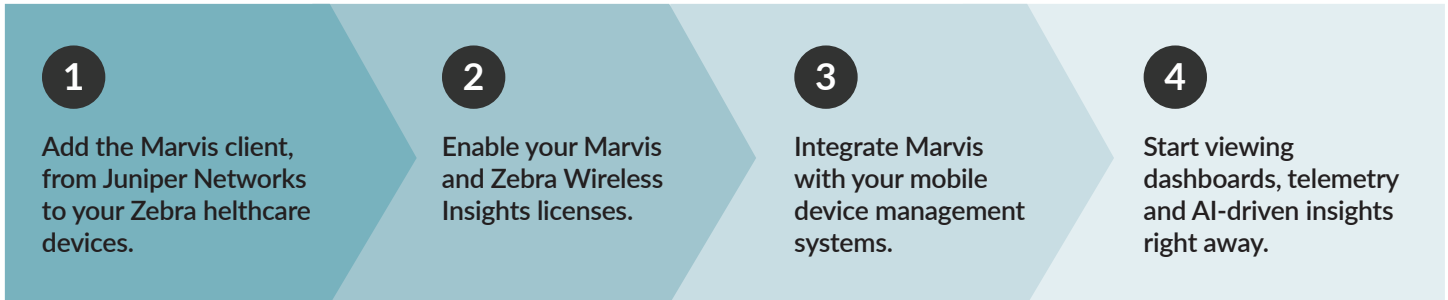 1
Add the Marvis client,
from Juniper Networks
to your Zebra helthcare
devices.
2
Enable your Marvis
and Zebra Wireless
Insights licenses.
3
Integrate Marvis
with your mobile
device management
systems.
4
Start viewing
dashboards, telemetry
and AI-driven insights
right away.